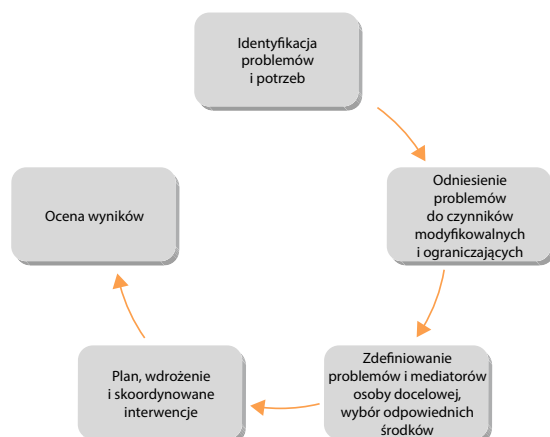 Identyfikacja
problemów
i potrzeb
Odniesienie
problemów
do czynników
modyfikowalnych
i ograniczających
Zdefiniowanie
problemów i mediatorów
osoby docelowej,
wybór odpowiednich
środków
Plan, wdrożenie
i skoordynowane
interwencje
Ocena wyników